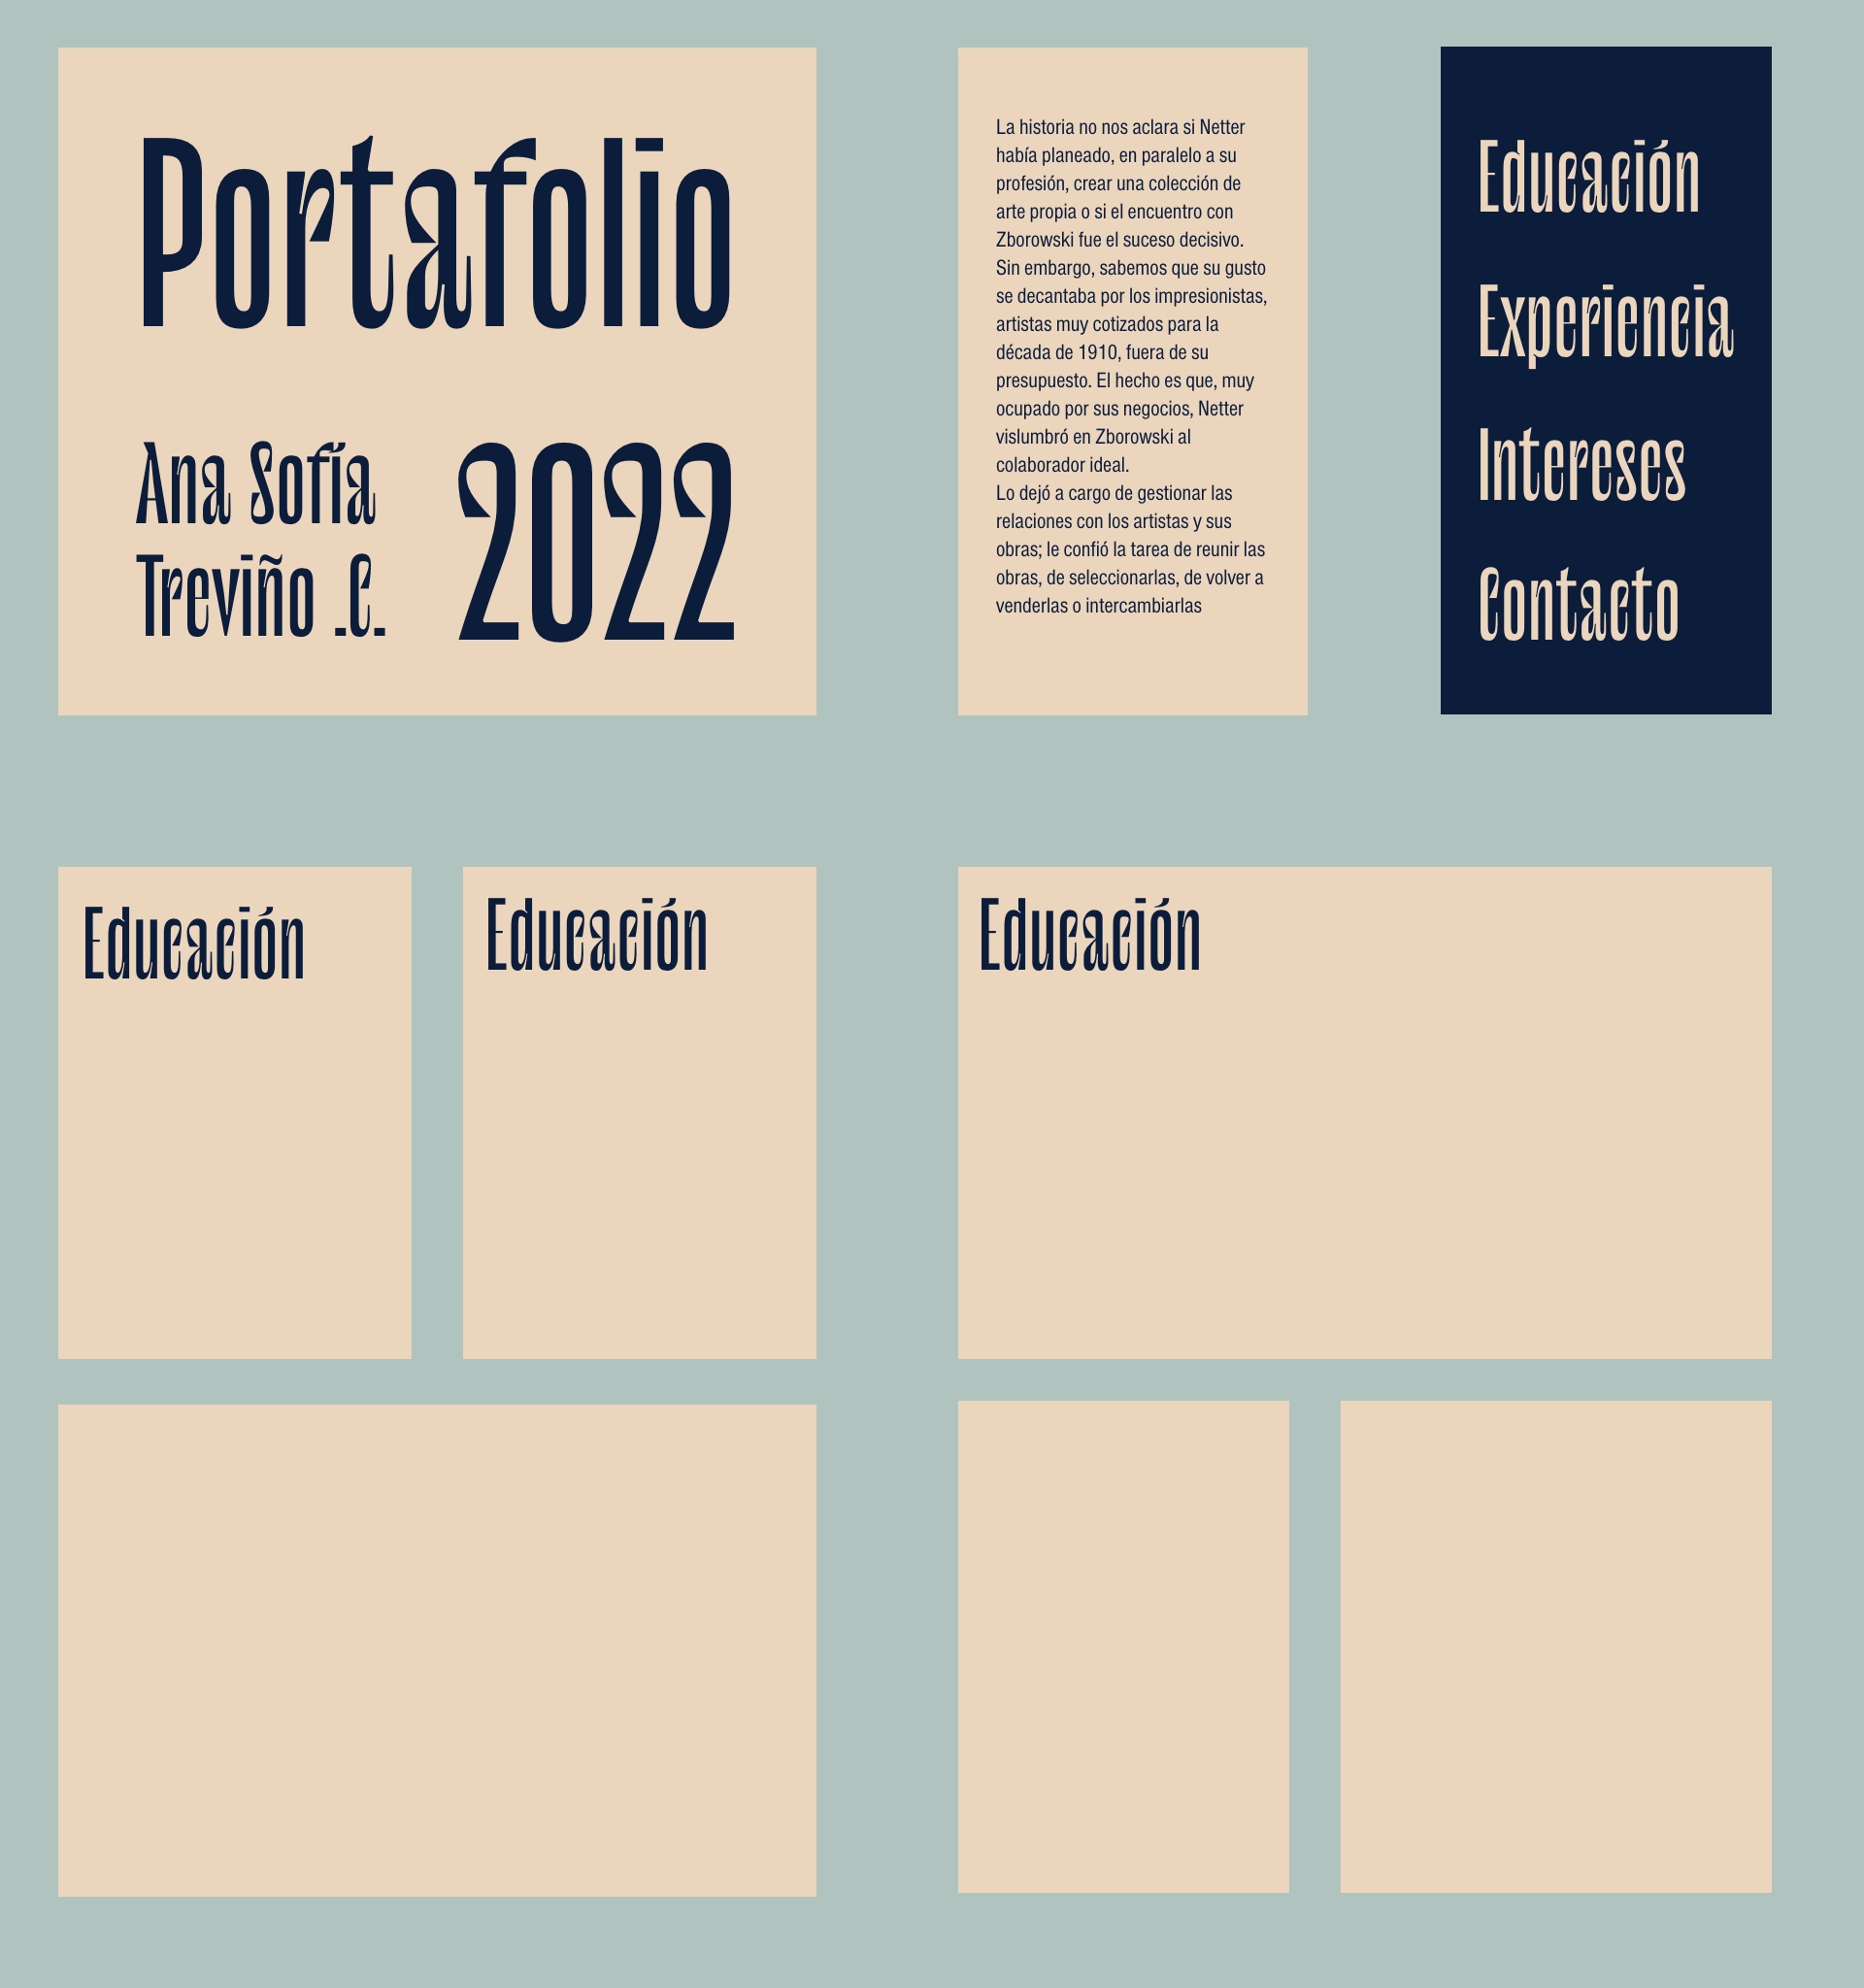 Portafolio
Ana Sofía
Treviño .C.
2022
La historia no nos aclara si Netter
había planeado, en paralelo a su
profesión, crear una colección de
arte propia o si el encuentro con
Zborowski fue el suceso decisivo.
Sin embargo, sabemos que su gusto
se decantaba por los impresionistas,
artistas muy cotizados para la
década de 1910, fuera de su
presupuesto. El hecho es que, muy
ocupado por sus negocios, Netter
vislumbró en Zborowski al
colaborador ideal.
Lo dejó a cargo de gestionar las
relaciones con los artistas y sus
obras; le confió la tarea de reunir las
obras, de seleccionarlas, de volver a
venderlas o intercambiarlas
Educación
Experiencia
Intereses
Contacto
Educación
Educación
Educación